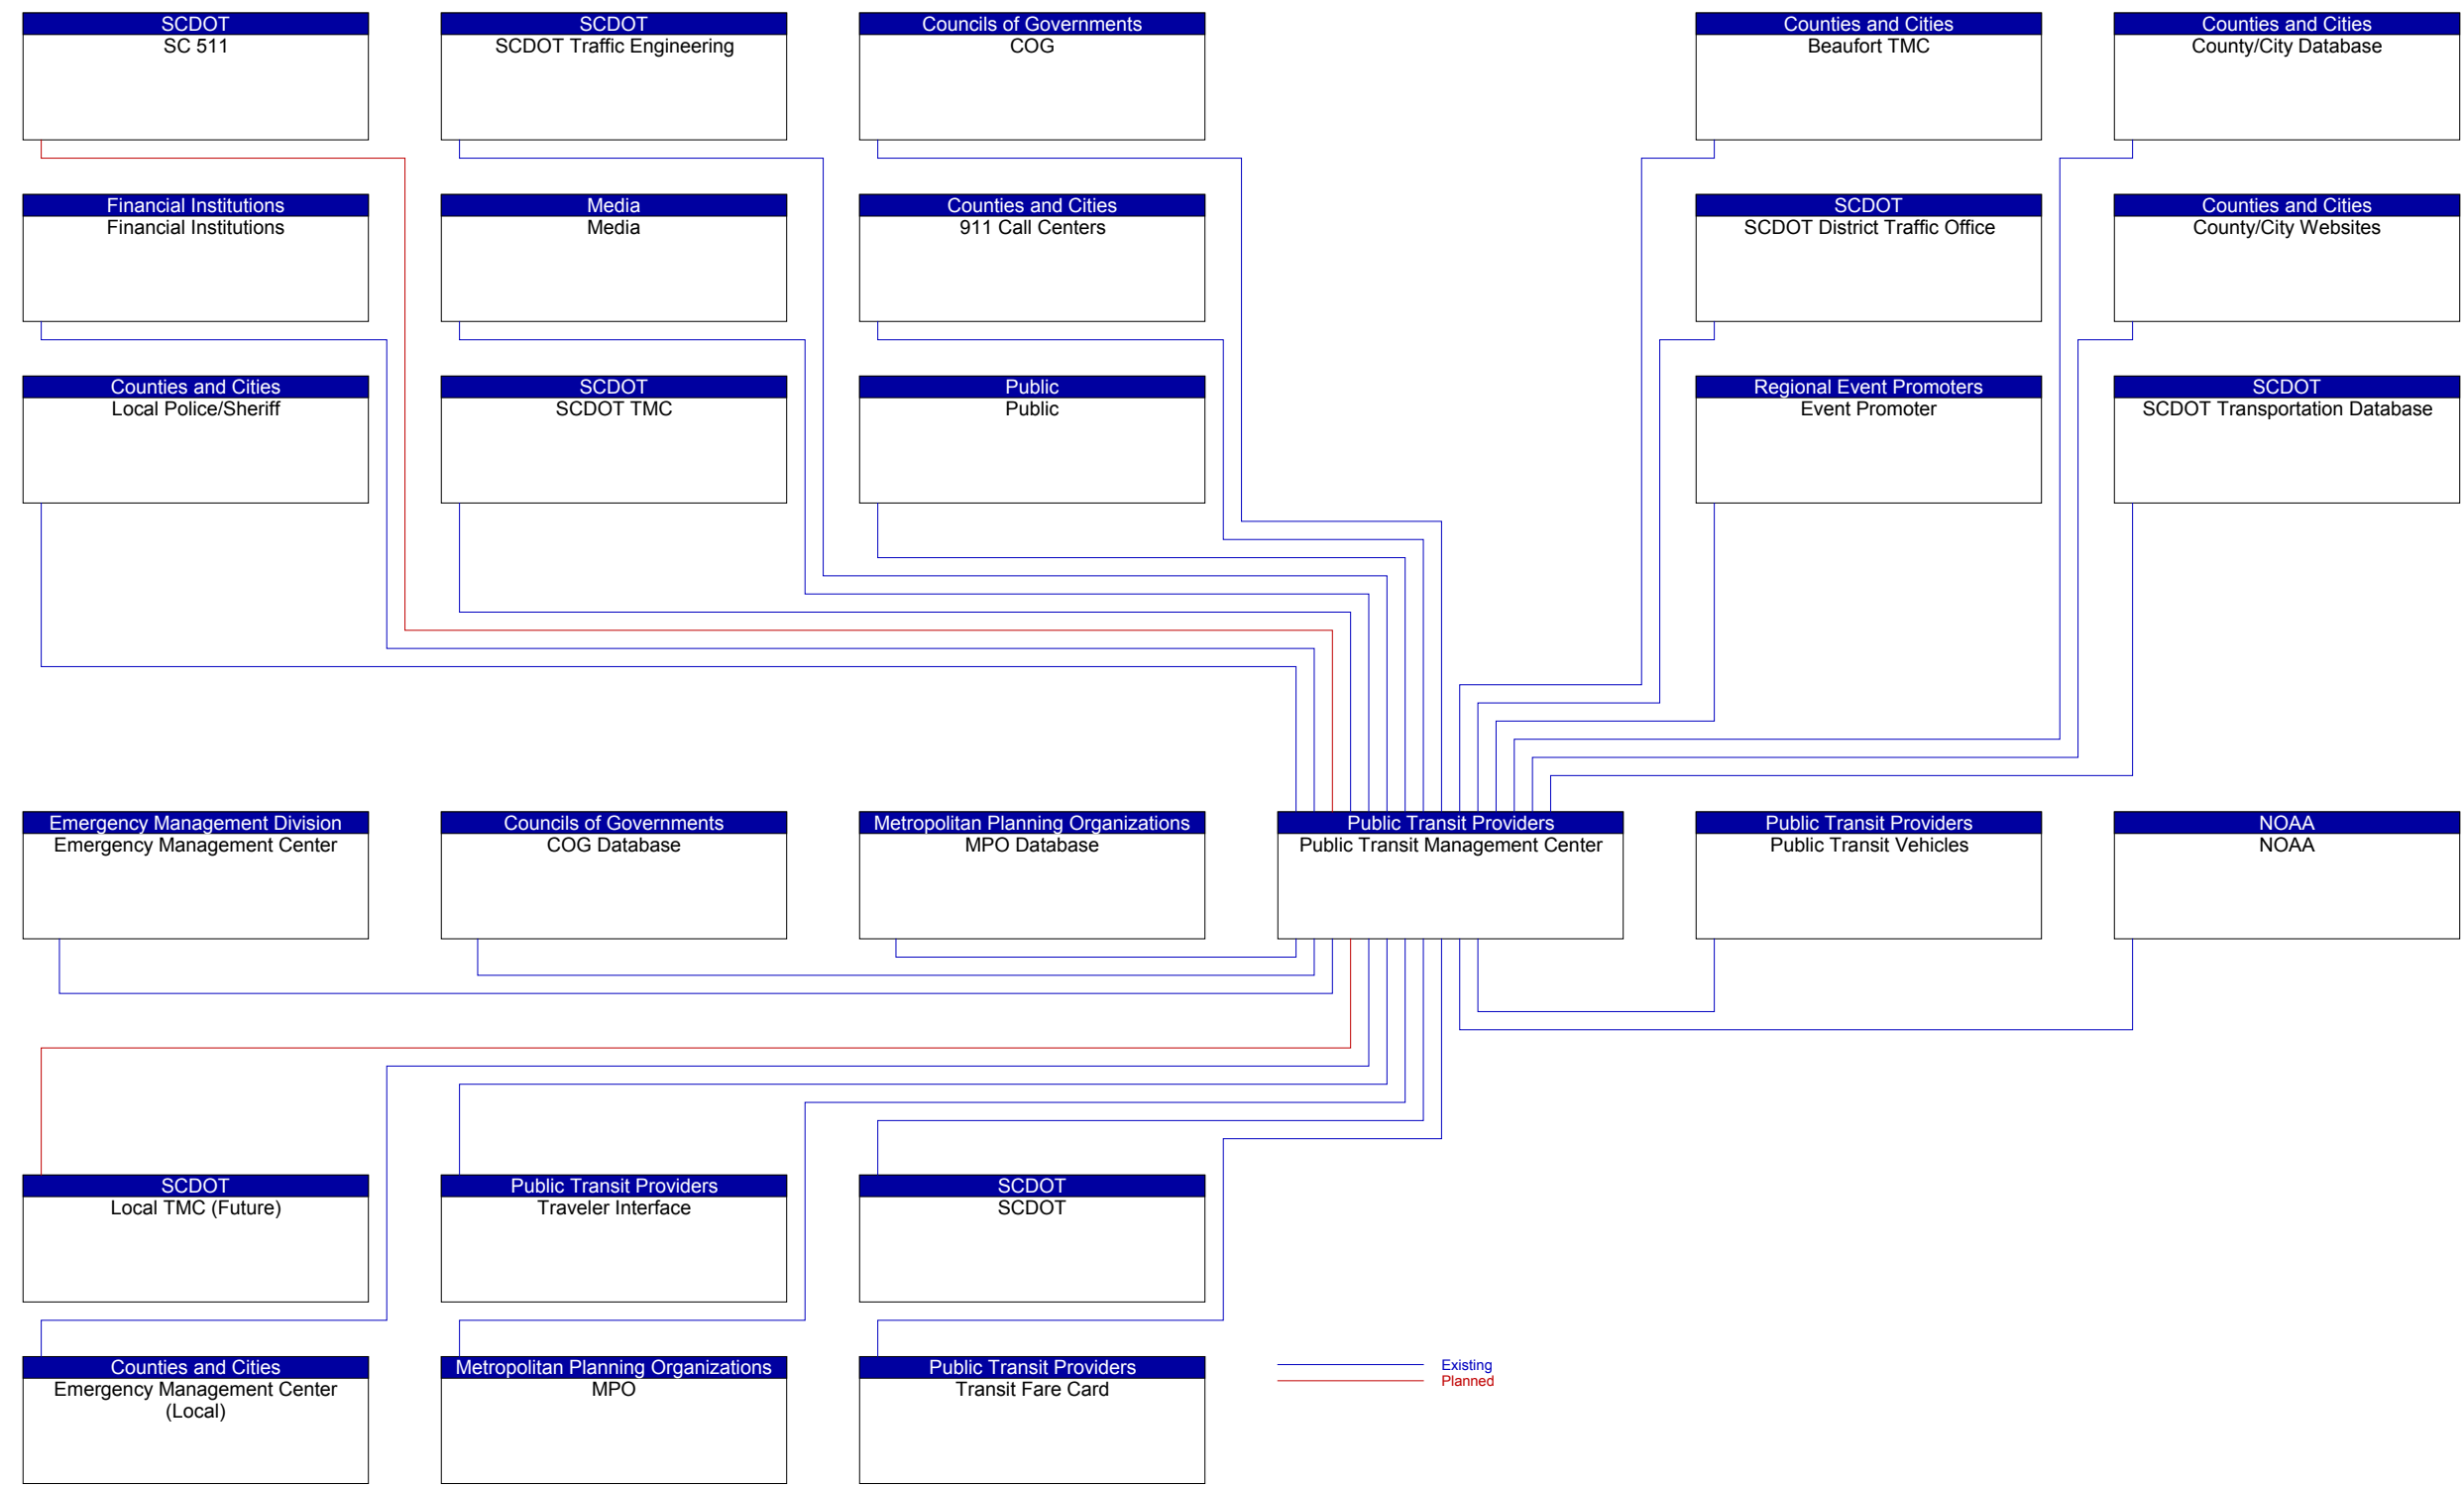 SCDOT
SC 511
SCDOT
SCDOT Traffic Engineering
Councils of Governments
COG
Counties and Cities
Beaufort TMC
Counties and Cities
County/City Database
Financial Institutions
Financial Institutions
Media
Media
Counties and Cities
911 Call Centers
SCDOT
SCDOT District Traffic Office
Counties and Cities
County/City Websites
Counties and Cities
Local Police/Sheriff
SCDOT
SCDOT TMC
Public
Public
Regional Event Promoters
Event Promoter
SCDOT
SCDOT Transportation Database
Emergency Management Division
Emergency Management Center
Councils of Governments
COG Database
Metropolitan Planning Organizations
MPO Database
Public Transit Providers
Public Transit Management Center
Public Transit Providers
Public Transit Vehicles
NOAA
NOAA
SCDOT
Local TMC (Future)
Public Transit Providers
Traveler Interface
SCDOT
SCDOT
Counties and Cities
Emergency Management Center
(Local)
Metropolitan Planning Organizations
MPO
Public Transit Providers
Transit Fare Card
Existing
Planned